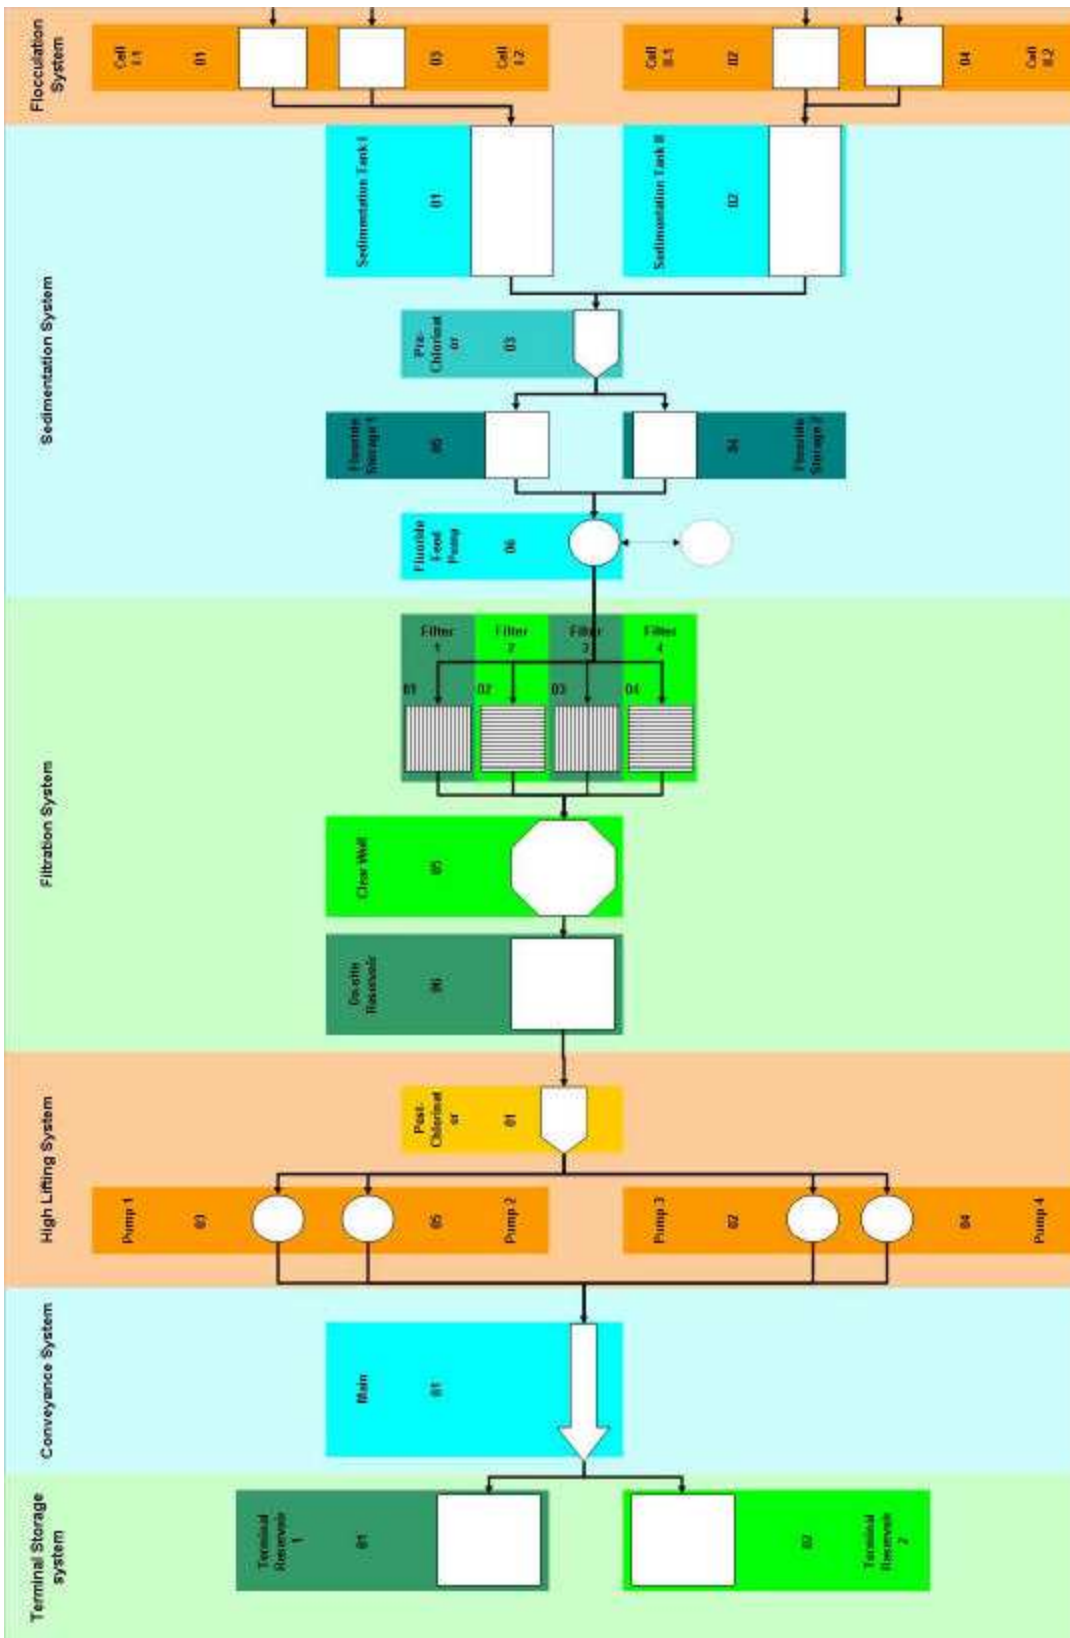 Flocculation
System
Cell
I-1
01
03
Cell
I-2
Cell
II-1
02
04
Cell
II-2
Sedimentation System
Sedimentation Tank I
01
Sedimentation Tank II
02
Pre-
Chlorinat
or
03
Fluoride
Storage 1
05
04
Fluoride
Storage 2
Fluoride
Feed
Pump
06
Filtration System
Filter
1
Filter
2
Filter
3
Filter
4
01
02
03
04
Clear Well
05
On-site
Reservoir
06
High Lifting System
Post-
Chlorinat
or
01
Pump 1
03
05
Pump 2
Pump 3
02
04
Pump 4
Conveyance System
Main
01
Terminal Storage
system
Terminal
Reservoir
1
01
02
Terminal
Reservoir
2